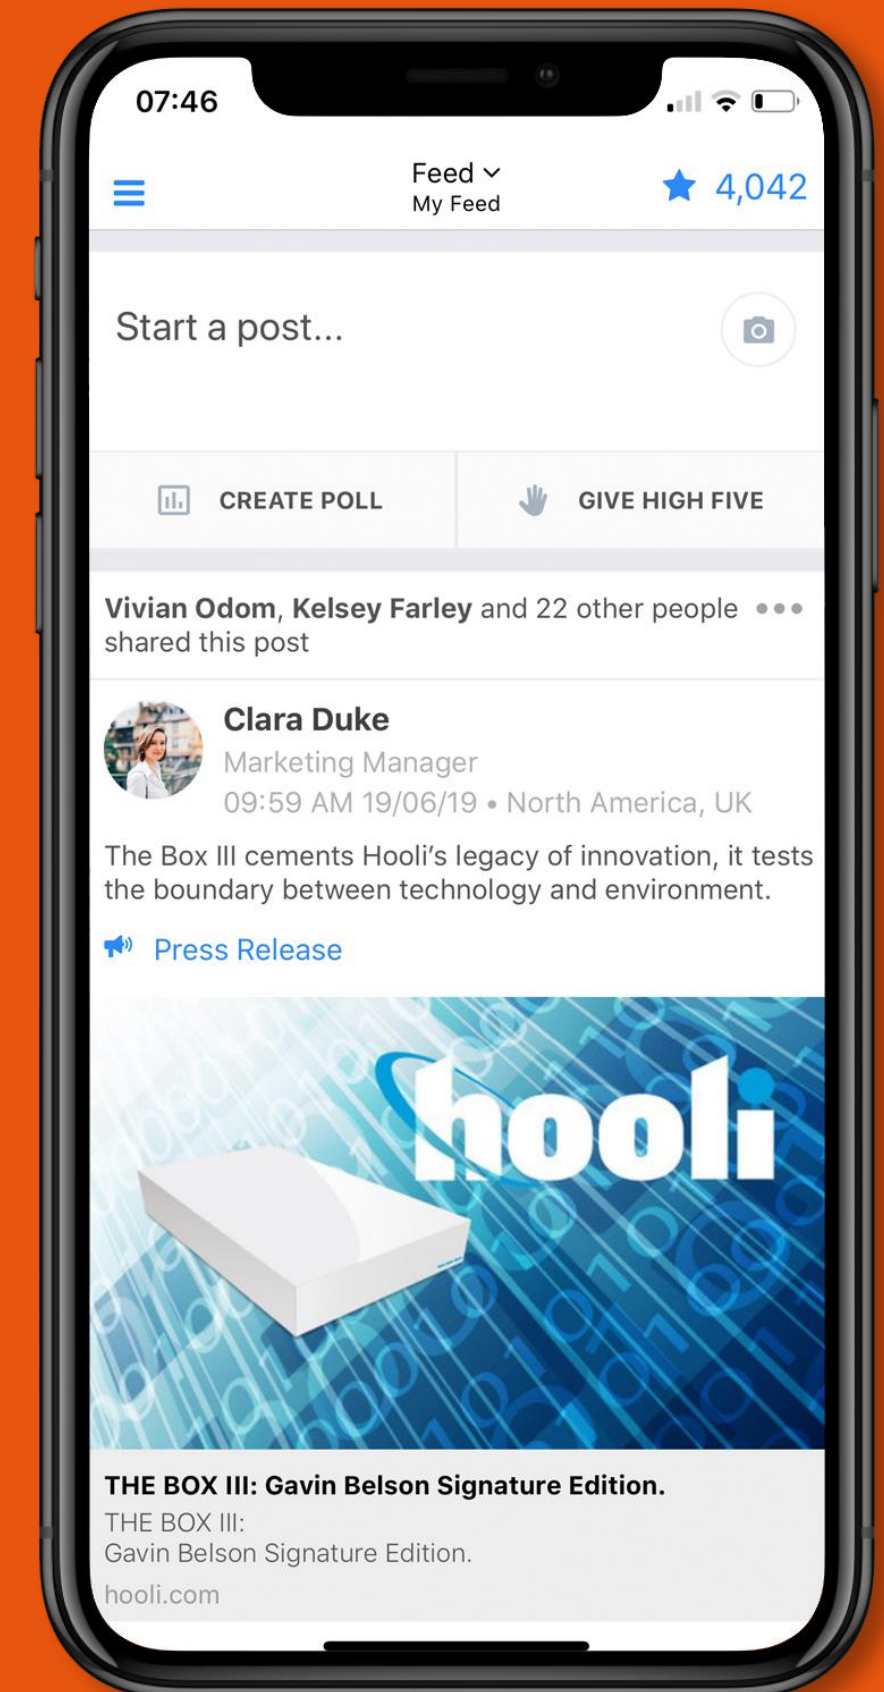 07:46
Feed
My Feed
4,042
Start a post...
CREATE POLL
GIVE HIGH FIVE
Vivian Odom, Kelsey Farley and 22 other people
shared this post
Clara Duke
Marketing Manager
09:59 AM 19/06/19 • North America, UK
The Box III cements Hooli's legacy of innovation, it tests
the boundary between technology and environment.
Press Release
hooli
THE BOX III: Gavin Belson Signature Edition.
THE BOX III:
Gavin Belson Signature Edition.
hooli.com